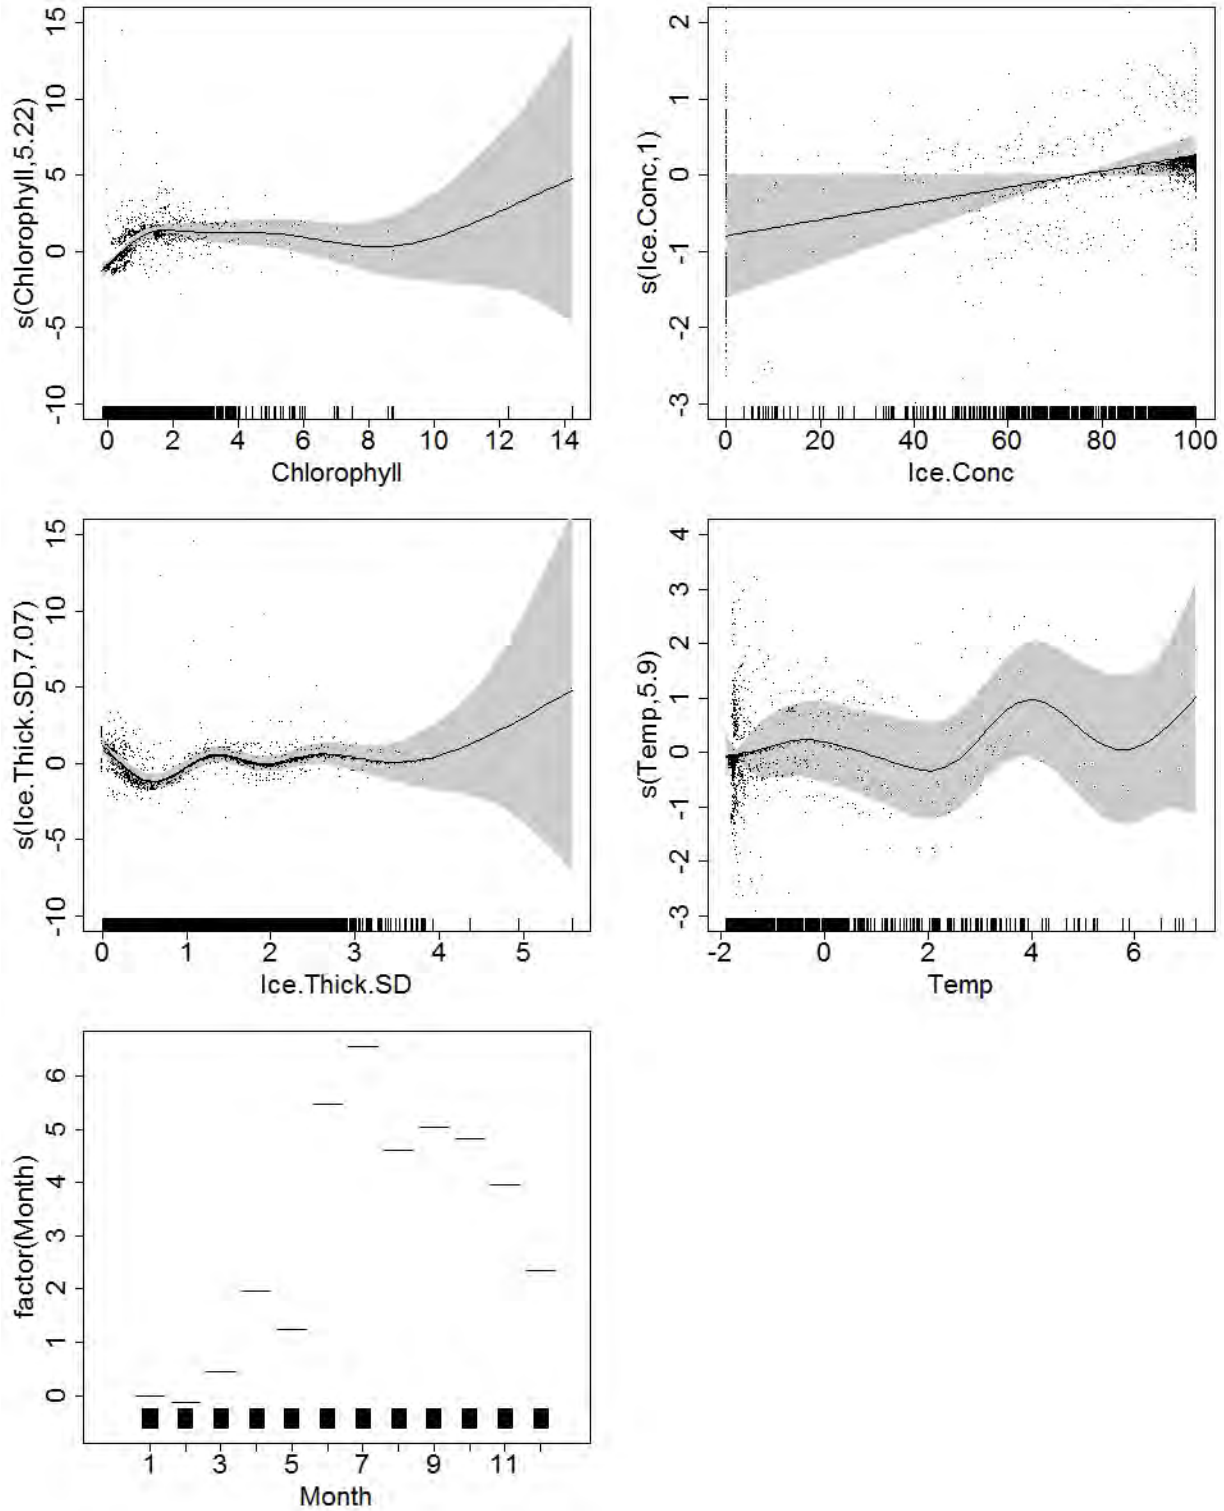 s(Chlorophyll,5.22)
15
10
5
0
-5
-10
0 2 4 6 8 10 12 14
Chlorophyll
s(Ice.Conc,1)
2
1
0
-1
-2
-3
0 20 40 60 80 100
Ice.Conc
s(Ice.Thick.SD,7.07)
15
10
5
0
-5
-10
0 1 2 3 4 5
Ice.Thick.SD
s(Temp,5.9)
4
3
2
1
0
-1
-2
-3
-2 0 2 4 6
Temp
factor(Month)
6
5
4
3
2
1
0
1 3 5 7 9 11
Month